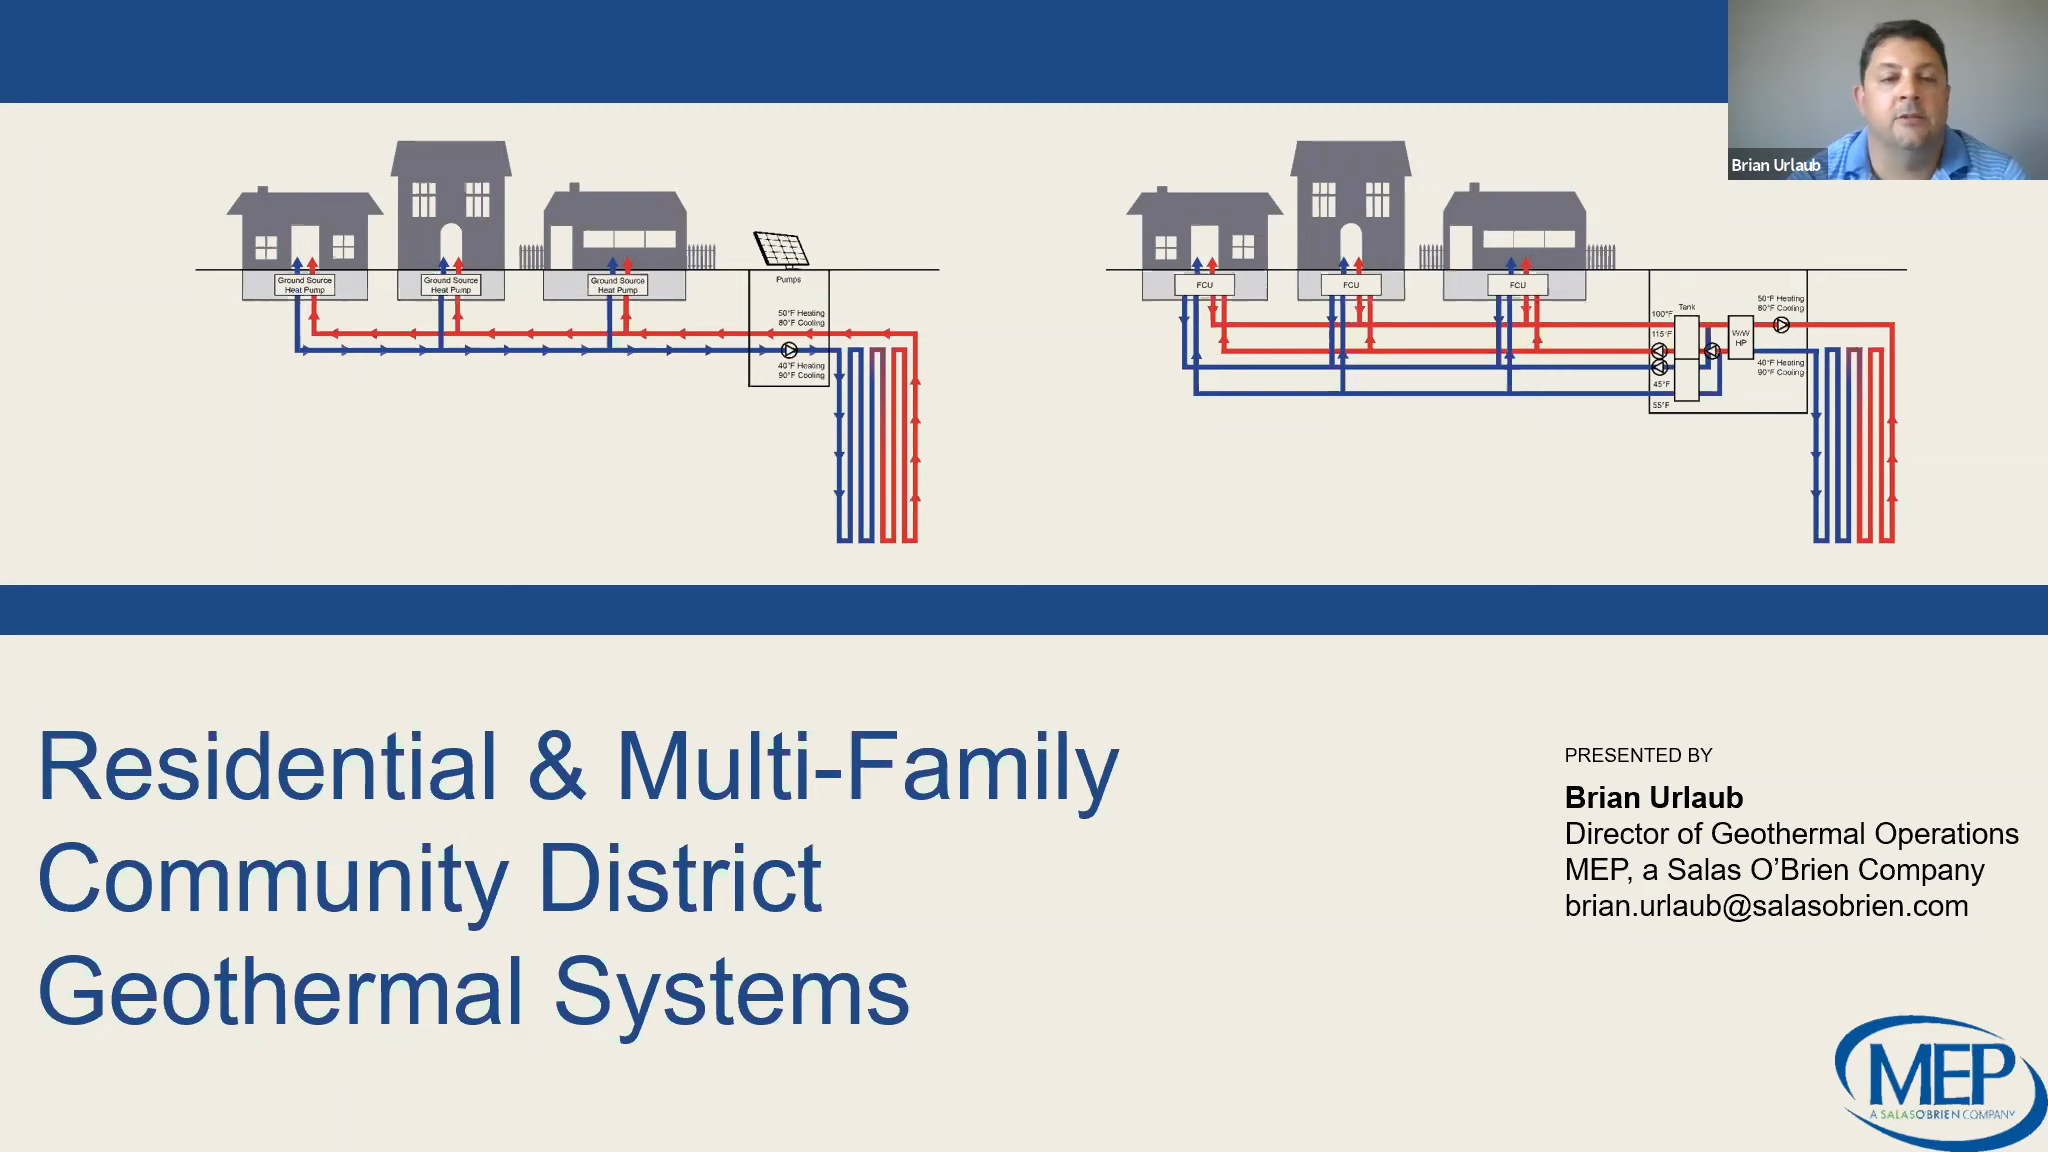 Brian Urlaub
Ground Source
Heat Pump
Ground Source
Heat Pump
Ground Source
Heat Pump
Pumps
50°F Heating
80°F Cooling
40°F Heating
90°F Cooling
FCU
FCU
FCU
Tank
100°F
115°F
45°F
55°F
W/W
HP
50°F Heating
80°F Cooling
40°F Heating
90°F Cooling
Residential & Multi-Family
Community District
Geothermal Systems
PRESENTED BY
Brian Urlaub
Director of Geothermal Operations
MEP, a Salas O’Brien Company
brian.urlaub@salasobrien.com
MEP
A SALAS O'BRIEN COMPANY